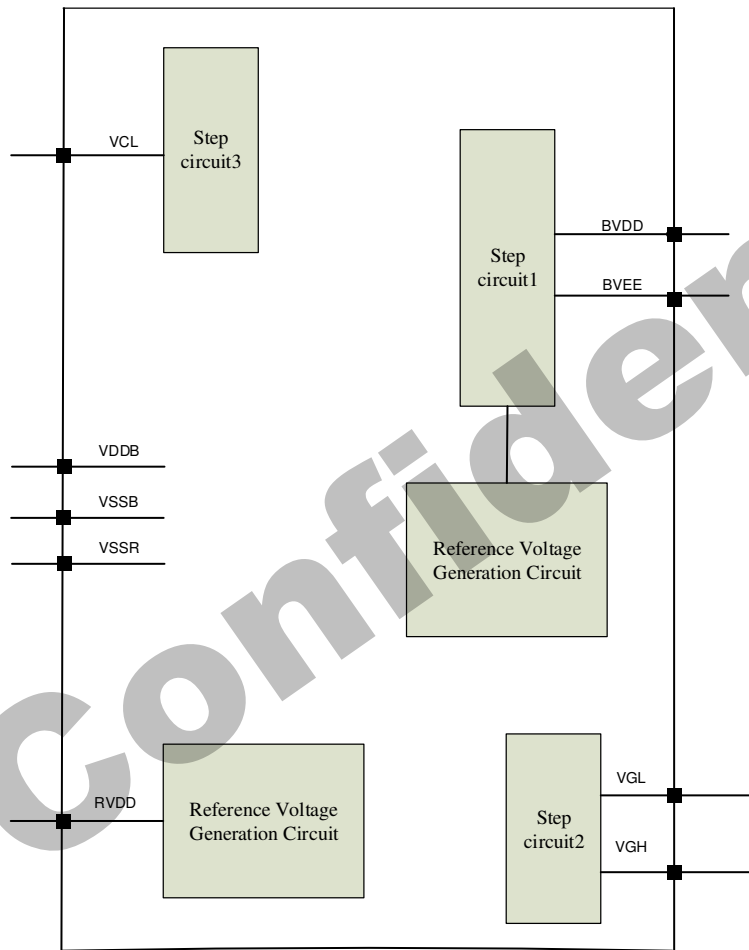 VCL
Step
circuit3
Step
circuit1
BVDD
BVEE
VDDB
VSSB
VSSR
Reference Voltage
Generation Circuit
RVDD
Reference Voltage
Generation Circuit
Step
circuit2
VGL
VGH
Confiden